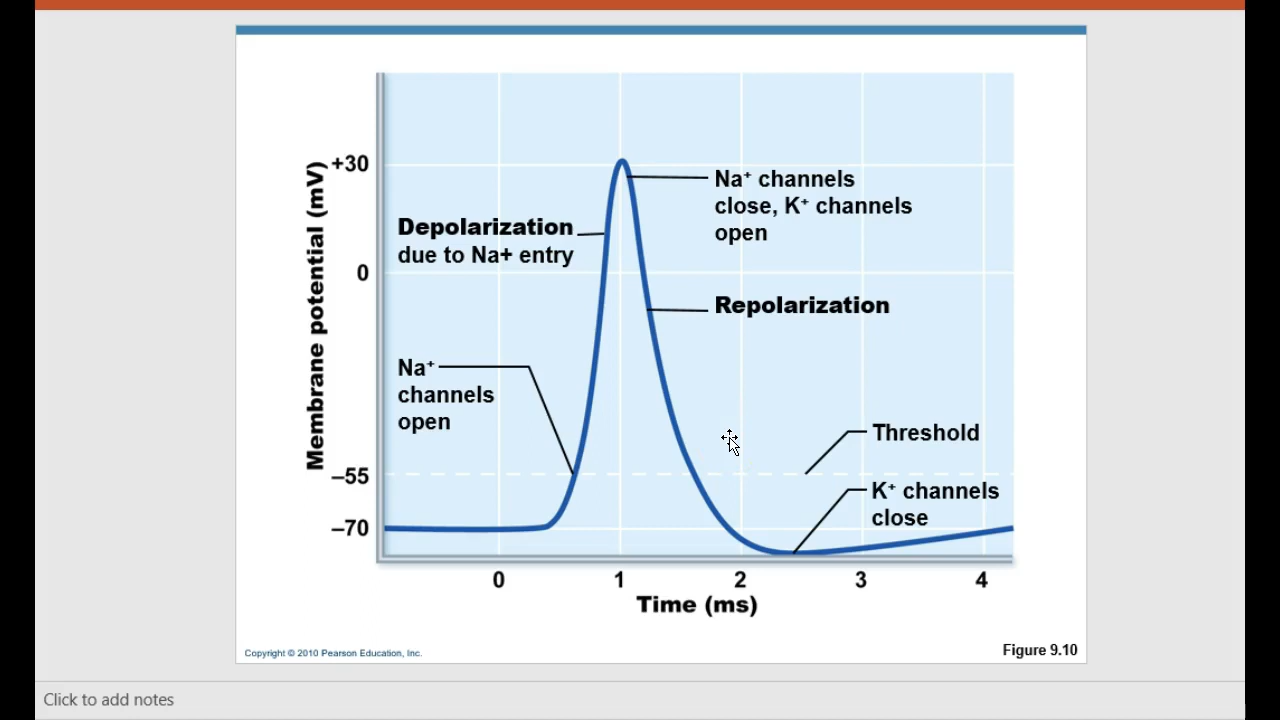 Membrane potential (mV)
+30
0
–55
–70
Depolarization
due to Na+ entry
Na⁺
channels
open
Na⁺ channels
close, K⁺ channels
open
Repolarization
Threshold
K⁺ channels
close
0 1 2 3 4
Time (ms)
Copyright © 2010 Pearson Education, Inc.
Figure 9.10
Click to add notes